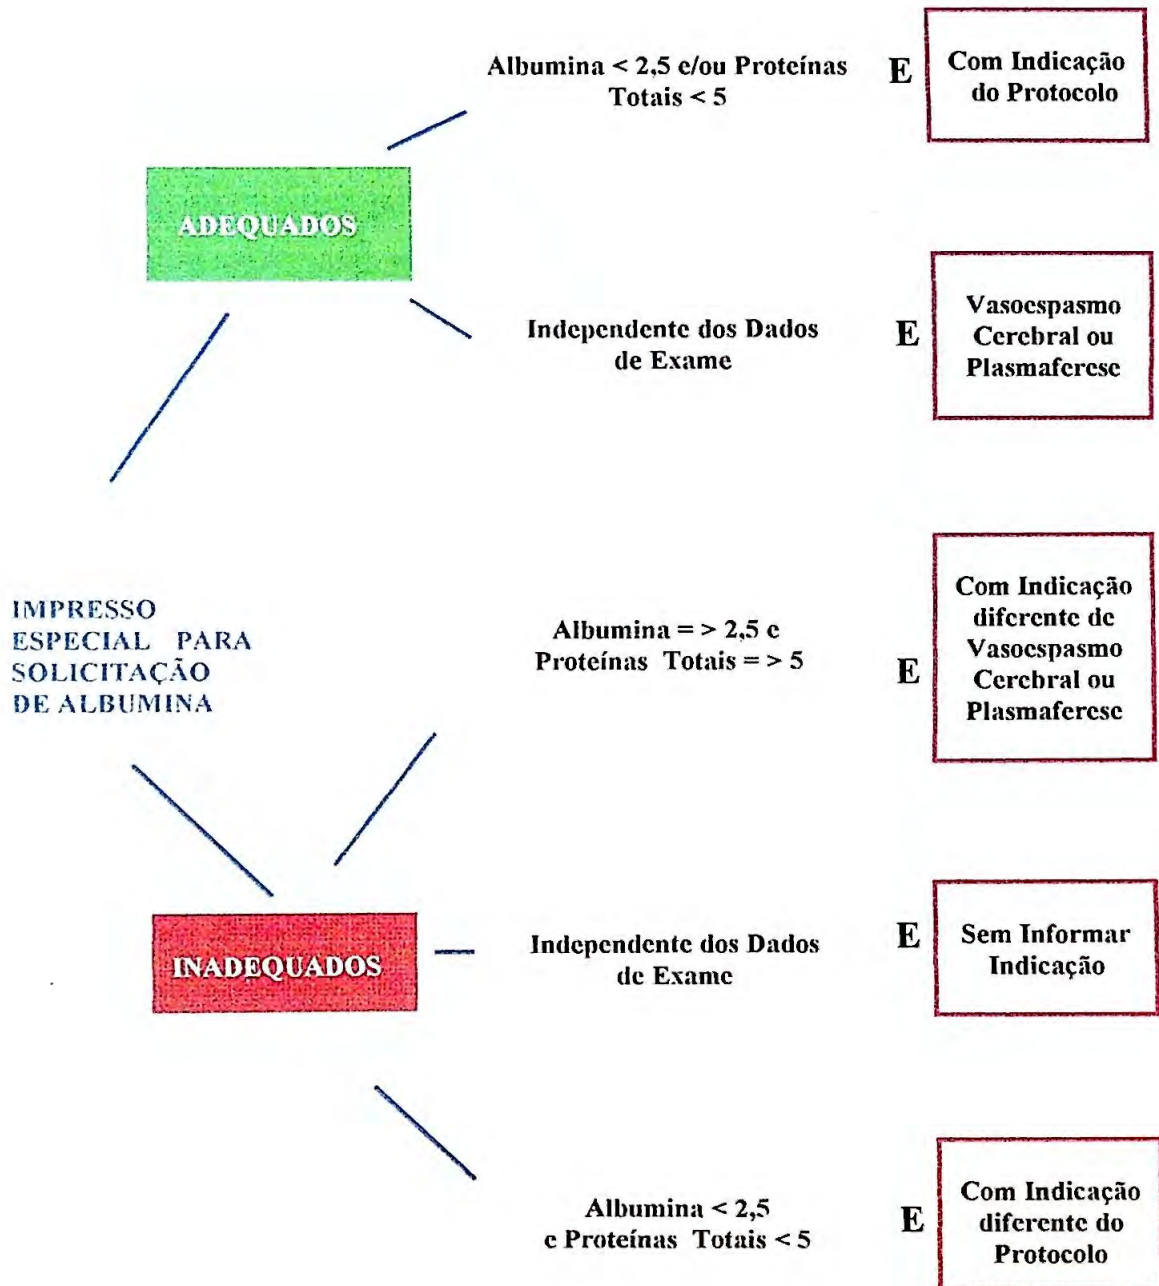 Albumina < 2,5 e/ou Proteínas
Totais < 5
E
Com Indicação
do Protocolo
ADEQUADOS
Independente dos Dados
de Exame
E
Vasoespasmo
Cerebral ou
Plasmaferese
IMPRESSO
ESPECIAL PARA
SOLICITAÇÃO
DE ALBUMINA
Albumina = > 2,5 e
Proteínas Totais = > 5
E
Com Indicação
diferente de
Vasoespasmo
Cerebral ou
Plasmaferese
INADEQUADOS
Independente dos Dados
de Exame
E
Sem Informar
Indicação
Albumina < 2,5
e Proteínas Totais < 5
E
Com Indicação
diferente do
Protocolo